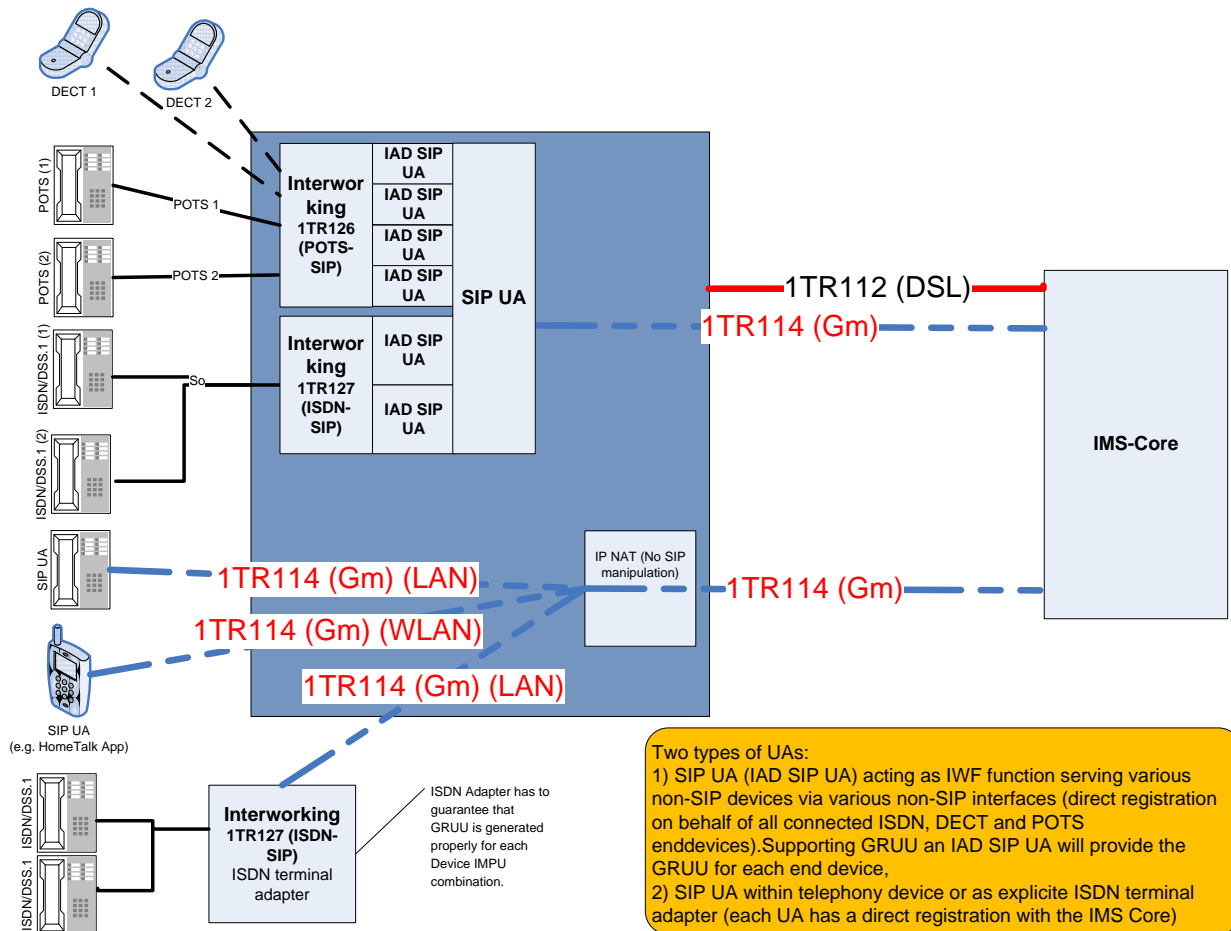 DECT 1
DECT 2
POTS (1)
POTS 1
POTS (2)
POTS 2
ISDN/DSS.1 (1)
So
ISDN/DSS.1 (2)
SIP UA
Interwor
king
1TR126
(POTS-
SIP)
IAD SIP
UA
IAD SIP
UA
IAD SIP
UA
IAD SIP
UA
SIP UA
Interwor
king
1TR127
(ISDN-
SIP)
IAD SIP
UA
IAD SIP
UA
1TR112 (DSL)
1TR114 (Gm)
IMS-Core
IP NAT (No SIP
manipulation)
1TR114 (Gm)
1TR114 (Gm) (LAN)
1TR114 (Gm) (WLAN)
1TR114 (Gm) (LAN)
SIP UA
(e.g. HomeTalk App)
ISDN/DSS.1
ISDN/DSS.1
Interworking
1TR127 (ISDN-
SIP)
ISDN terminal
adapter
ISDN Adapter has to
guarantee that
GRUU is generated
properly for each
Device IMPU
combination.
Two types of UAs:
1) SIP UA (IAD SIP UA) acting as IWF function serving various
non-SIP devices via various non-SIP interfaces (direct registration
on behalf of all connected ISDN, DECT and POTS
enddevices).Supporting GRUU an IAD SIP UA will provide the
GRUU for each end device,
2) SIP UA within telephony device or as explicite ISDN terminal
adapter (each UA has a direct registration with the IMS Core)